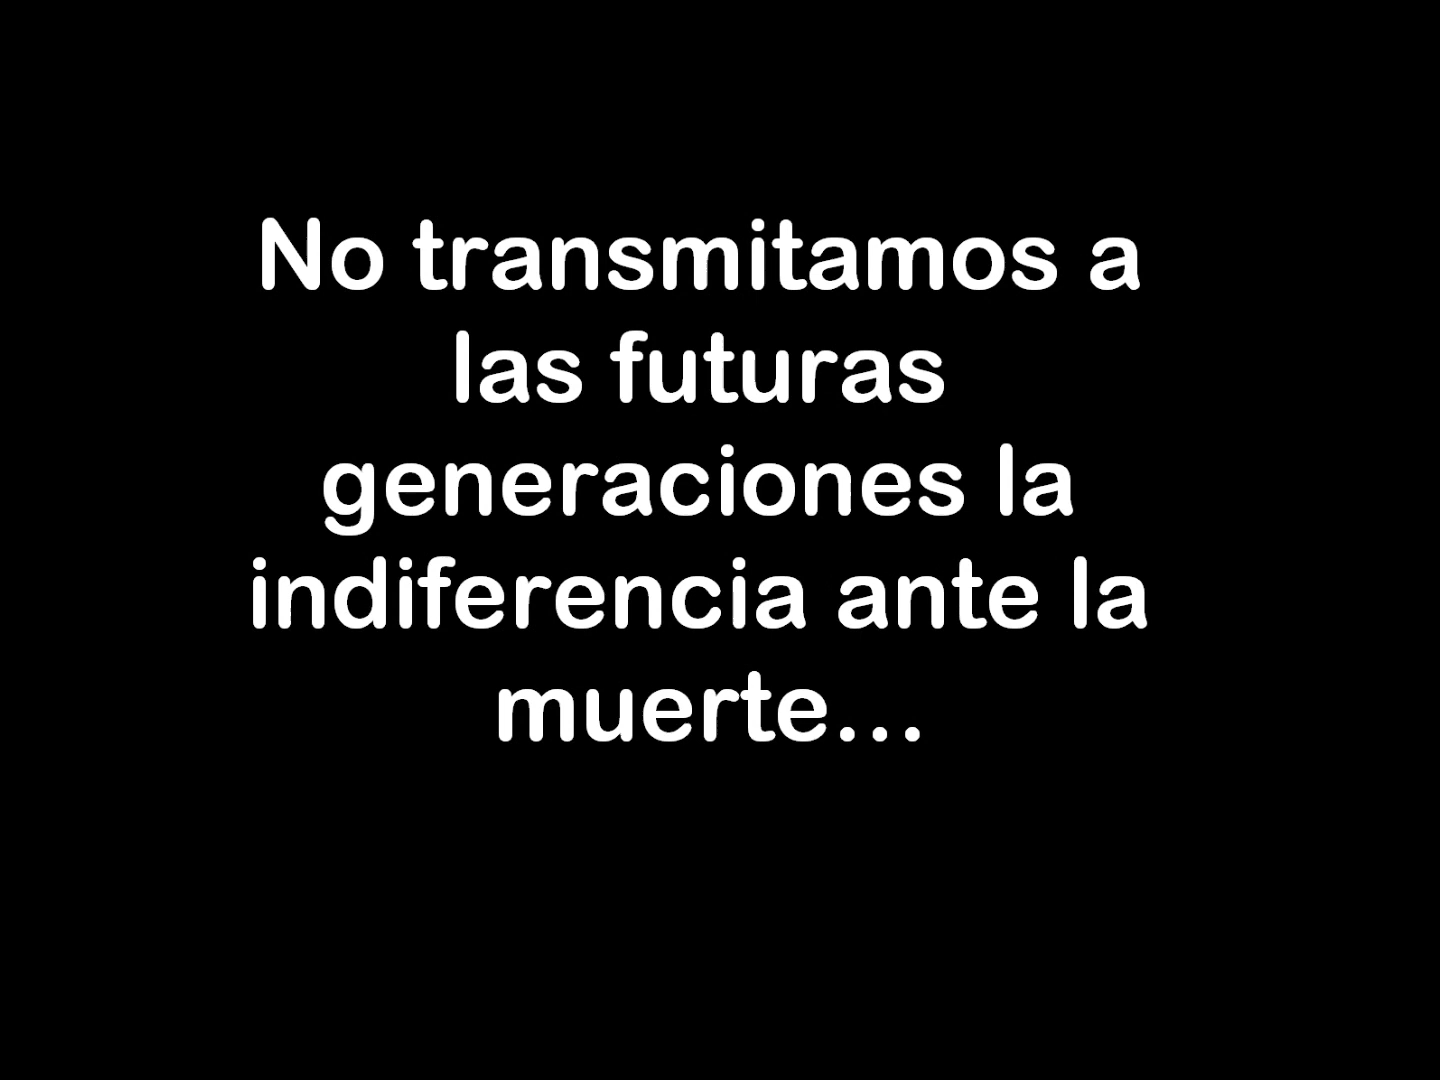 No transmitamos a
las futuras
generaciones la
indiferencia ante la
muerte...